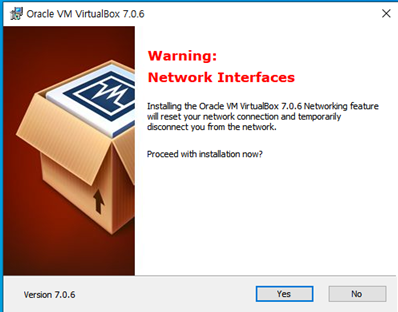 Oracle VM VirtualBox 7.0.6
Warning:
Network Interfaces
Installing the Oracle VM VirtualBox 7.0.6 Networking feature
will reset your network connection and temporarily
disconnect you from the network.
Proceed with installation now?
Version 7.0.6
Yes
No